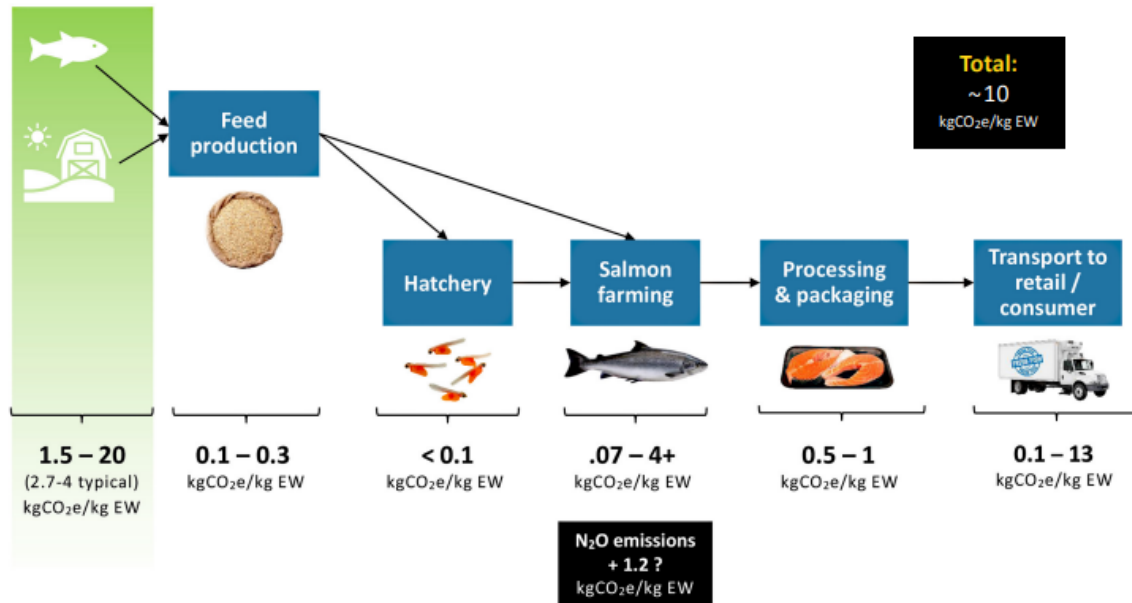 Total:
~10
kgCO₂e/kg EW
Feed
production
Hatchery
Salmon
farming
Processing
& packaging
Transport to
retail /
consumer
1.5 – 20
(2.7-4 typical)
kgCO₂e/kg EW
0.1 – 0.3
kgCO₂e/kg EW
< 0.1
kgCO₂e/kg EW
.07 – 4+
kgCO₂e/kg EW
0.5 – 1
kgCO₂e/kg EW
0.1 – 13
kgCO₂e/kg EW
N₂O emissions
+ 1.2 ?
kgCO₂e/kg EW